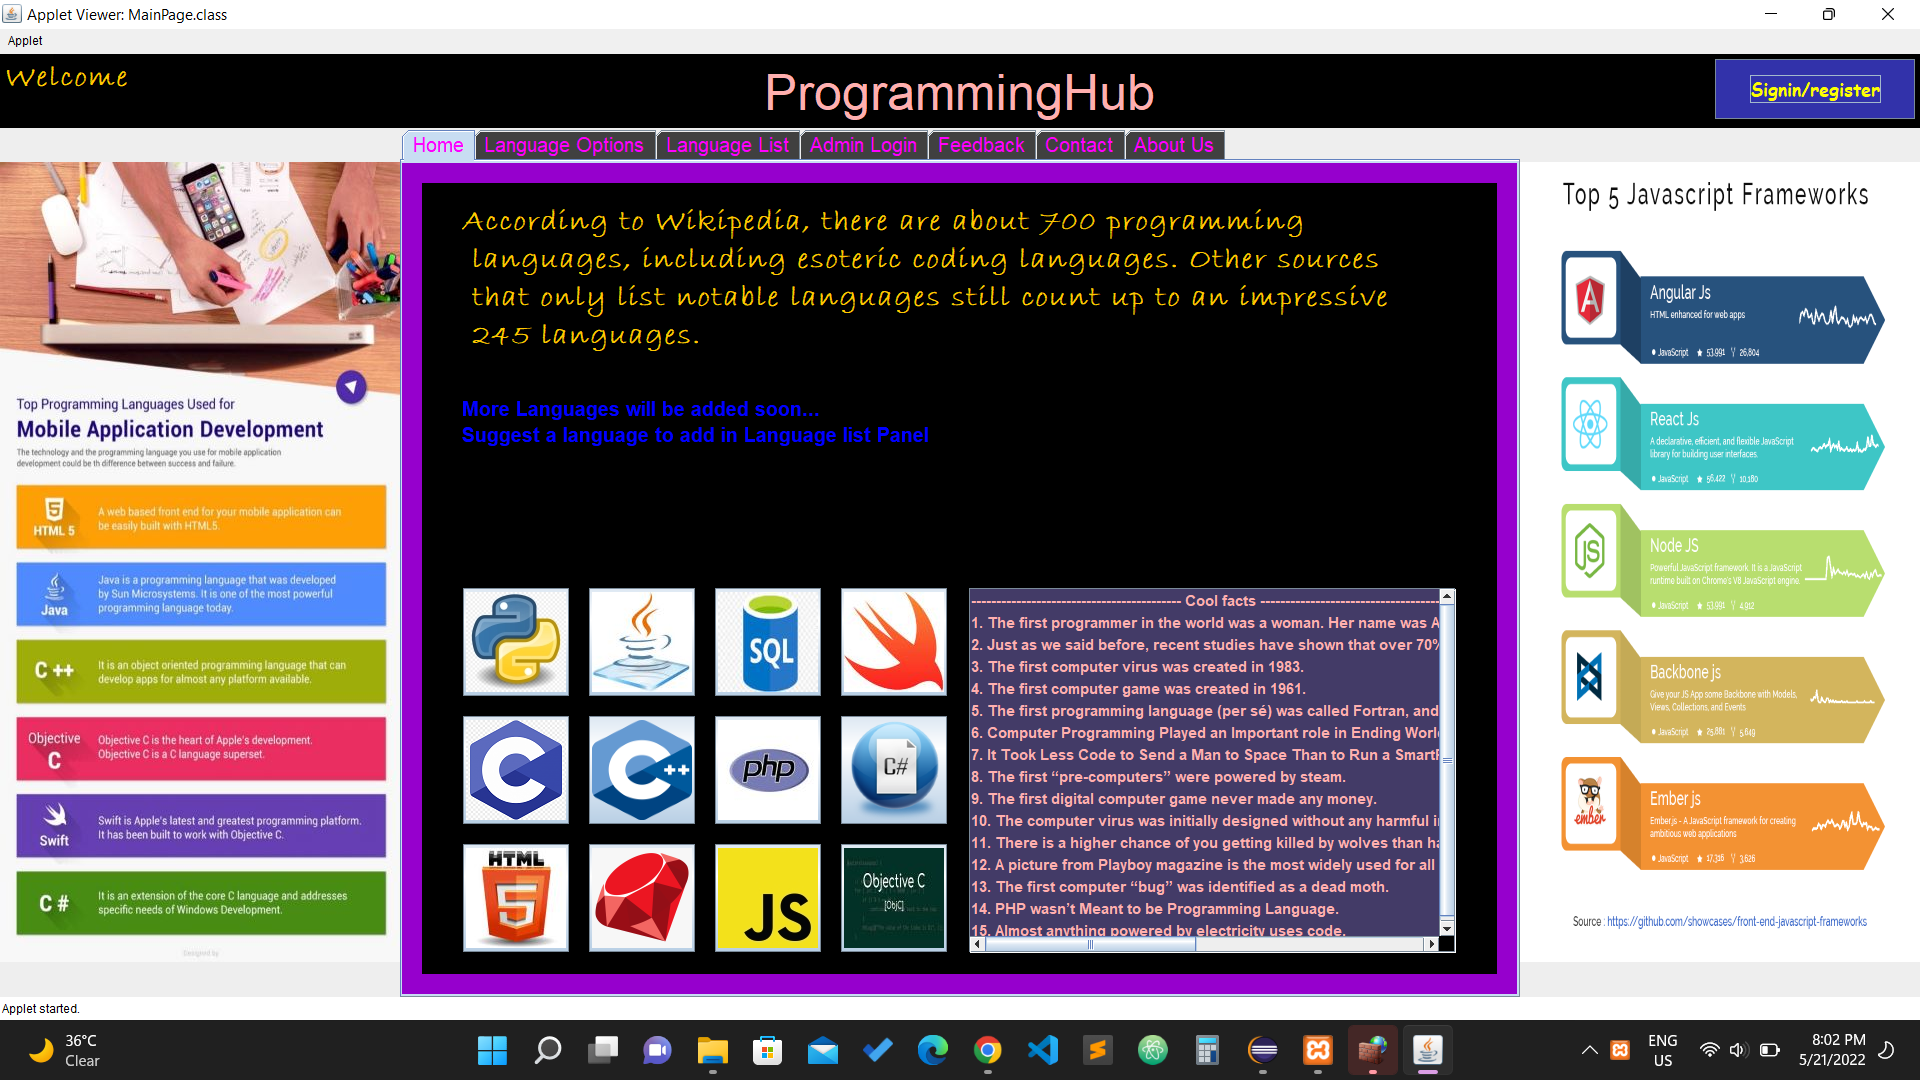 Applet Viewer: MainPage.class
Applet
Welcome
ProgrammingHub
Signin/register
Home
Language Options
Language List
Admin Login
Feedback
Contact
About Us
Top Programming Languages Used for
Mobile Application Development
The technology and the programming language you use for mobile application
development could be th difference between success and failure.
HTML 5
A web based front end for your mobile application can
be easily built with HTML5.
Java
Java is a programming language that was developed
by Sun Microsystems. It is one of the most powerful
programming language today.
C ++
It is an object oriented programming language that can
develop apps for almost any platform available.
Objective
C
Objective C is the heart of Apple's development.
Objective C is a C language superset.
Swift
Swift is Apple's latest and greatest programming platform.
It has been built to work with Objective C.
C #
It is an extension of the core C language and addresses
specific needs of Windows Development.
Designed by
According to Wikipedia, there are about 700 programming
languages, including esoteric coding languages. Other sources
that only list notable languages still count up to an impressive
245 languages.
More Languages will be added soon...
Suggest a language to add in Language list Panel
SQL
C
C ++
php
C#
HTML
5
JS
Objective C
[ObjC]
------------------------------------------ Cool facts ------------------------------------
1. The first programmer in the world was a woman. Her name was A
2. Just as we said before, recent studies have shown that over 70%
3. The first computer virus was created in 1983.
4. The first computer game was created in 1961.
5. The first programming language (per sé) was called Fortran, and
6. Computer Programming Played an Important role in Ending World
7. It Took Less Code to Send a Man to Space Than to Run a SmartP
8. The first “pre-computers” were powered by steam.
9. The first digital computer game never made any money.
10. The computer virus was initially designed without any harmful i
11. There is a higher chance of you getting killed by wolves than ha
12. A picture from Playboy magazine is the most widely used for all
13. The first computer “bug” was identified as a dead moth.
14. PHP wasn’t Meant to be Programming Language.
15. Almost anything powered by electricity uses code.
Top 5 Javascript Frameworks
A
Angular Js
HTML enhanced for web apps
JavaScript 53,991 26,804
React Js
A declarative, efficient, and flexible JavaScript
library for building user interfaces.
JavaScript 56,422 10,180
JS
Node JS
Powerful JavaScript framework. It is a JavaScript
runtime built on Chrome's V8 JavaScript engine.
JavaScript 53,991 4,912
Backbone js
Give your JS App some Backbone with Models,
Views, Collections, and Events
JavaScript 25,881 5,649
ember
Ember js
Ember.js - A JavaScript framework for creating
ambitious web applications
JavaScript 17,316 3,626
Source : https://github.com/showcases/front-end-javascript-frameworks
Applet started.
36°C
Clear
ENG
US
8:02 PM
5/21/2022